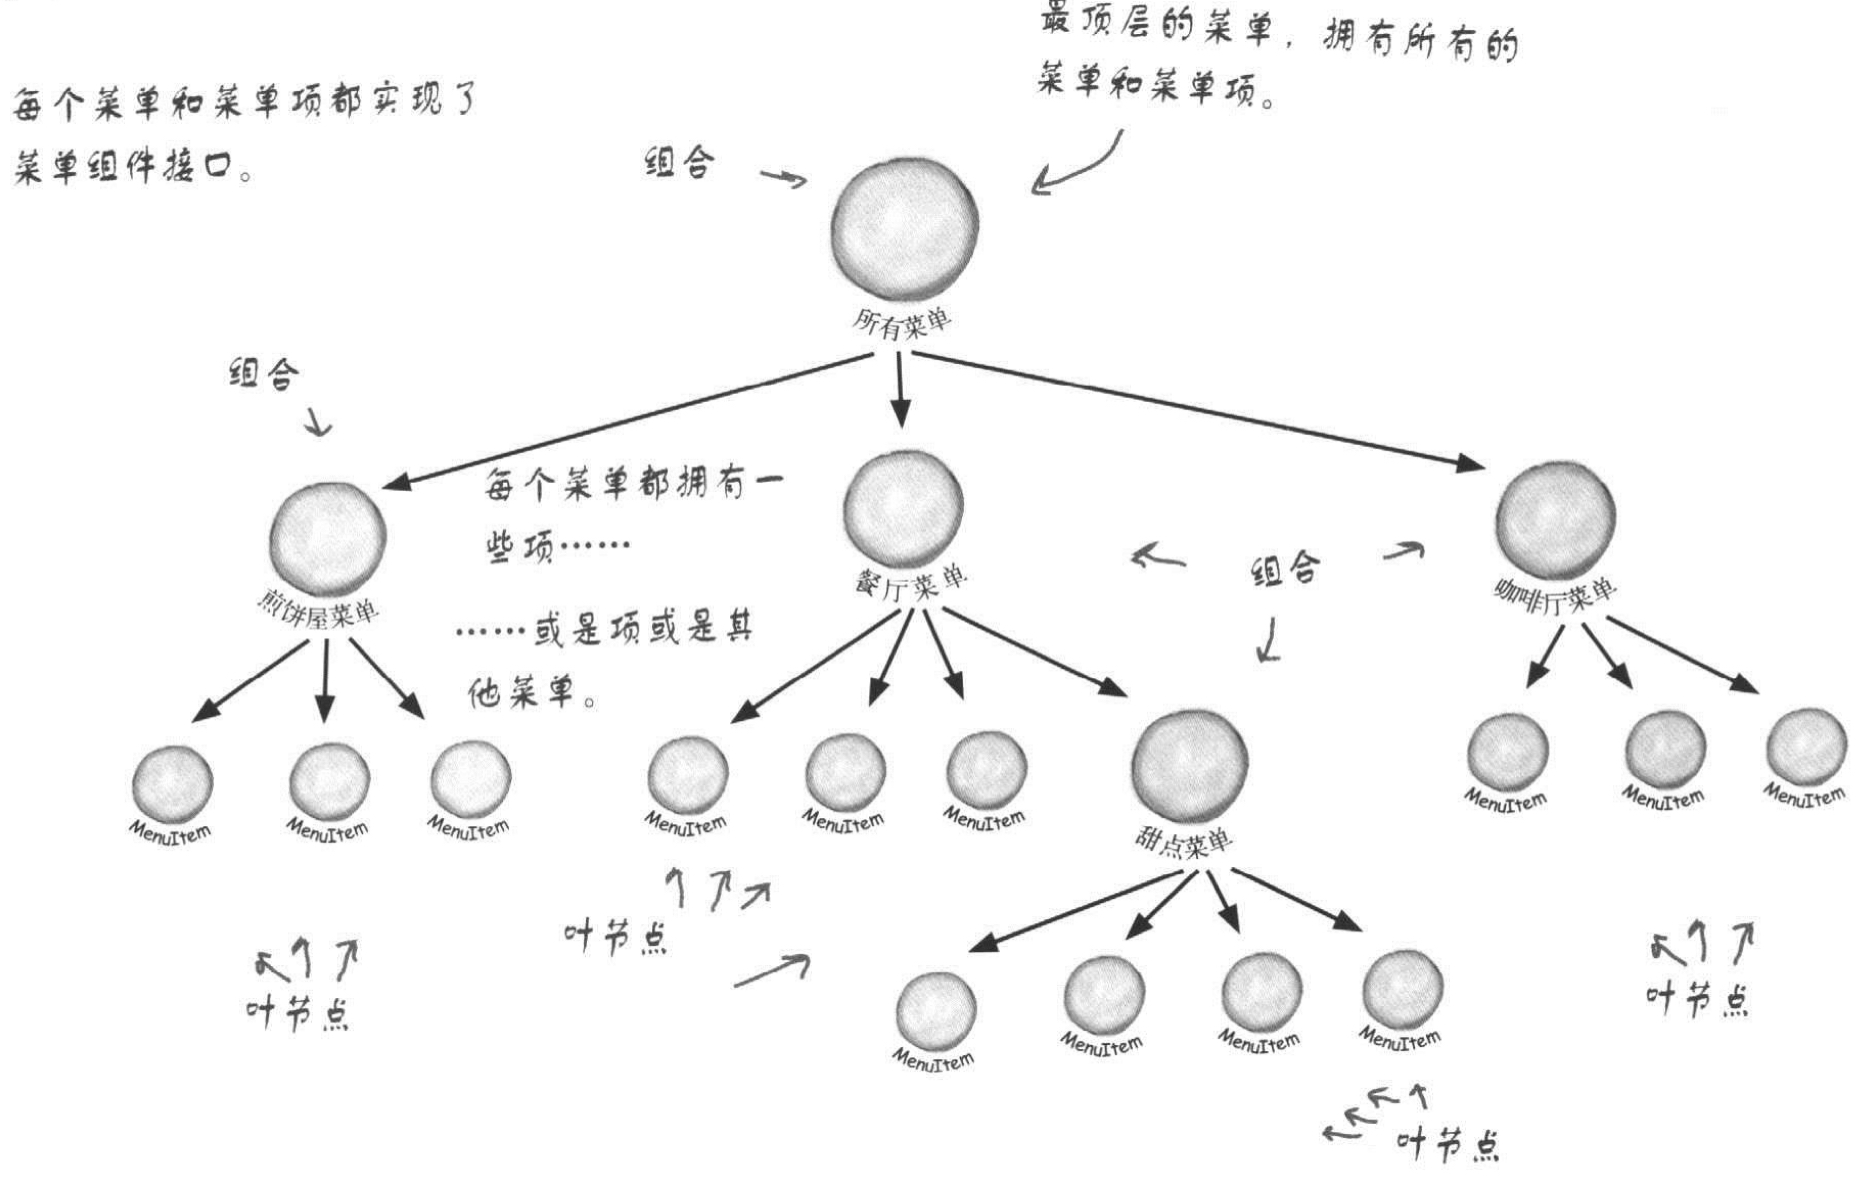 最顶层的菜单，拥有所有的
菜单和菜单项。
每个菜单和菜单项都实现了
菜单组件接口。
组合
所有菜单
组合
每个菜单都拥有一
些项……
……或是项或是其
他菜单。
煎饼屋菜单
餐厅菜单
组合
咖啡厅菜单
MenuItem
MenuItem
MenuItem
MenuItem
MenuItem
MenuItem
甜点菜单
MenuItem
MenuItem
MenuItem
叶节点
叶节点
叶节点
MenuItem
MenuItem
MenuItem
MenuItem
叶节点